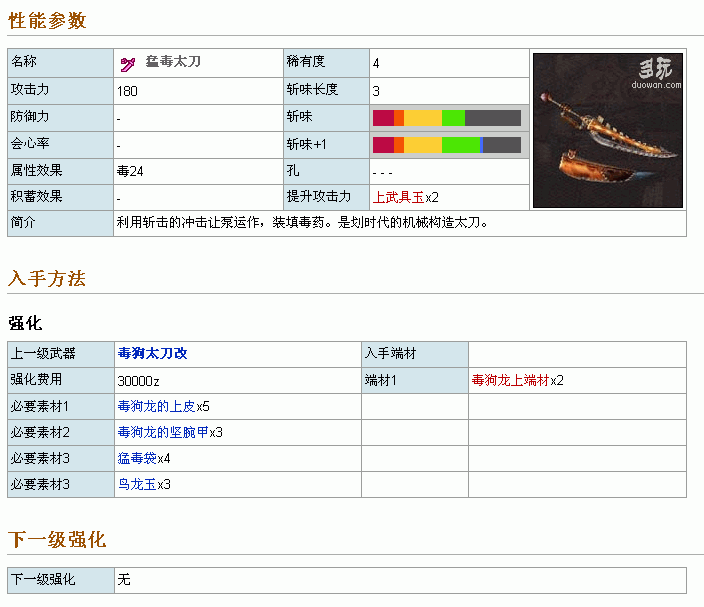 性能参数
名称 猛毒太刀 稀有度 4
多玩
duowan.com
攻击力 180 斩味长度 3
防御力 - 斩味
会心率 - 斩味+1
属性效果 毒24 孔 ---
积蓄效果 - 提升攻击力 上武具玉x2
简介 利用斩击的冲击让泵运作，装填毒药。是划时代的机械构造太刀。
入手方法
强化
上一级武器 毒狗太刀改 入手端材
强化费用 30000z 端材1 毒狗龙上端材x2
必要素材1 毒狗龙的上皮x5
必要素材2 毒狗龙的坚腕甲x3
必要素材3 猛毒袋x4
必要素材3 鸟龙玉x3
下一级强化
下一级强化 无